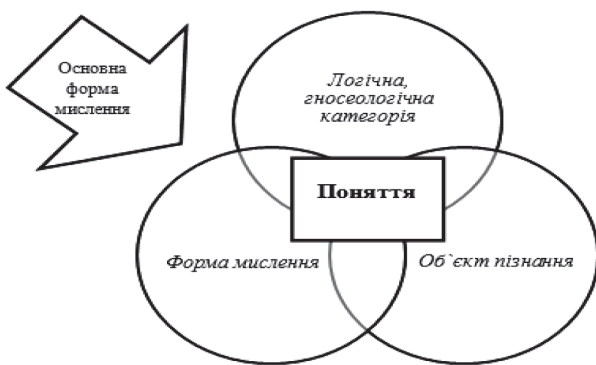 Основна
форма
мислення
Логічна,
гносеологічна
категорія
Поняття
Форма мислення
Об`єкт пізнання